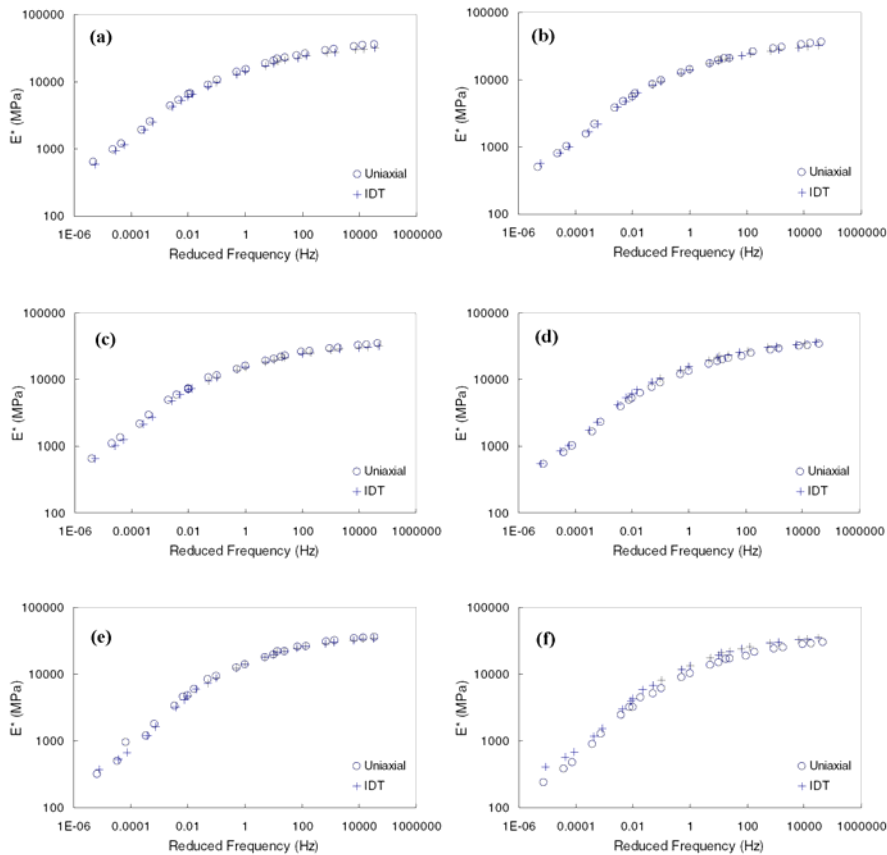 (a)
100000
10000
1000
100
E* (MPa)
Uniaxial
IDT
1E-06 0.0001 0.01 1 100 10000 1000000
Reduced Frequency (Hz)
(b)
100000
10000
1000
100
E* (MPa)
Uniaxial
IDT
1E-06 0.0001 0.01 1 100 10000 1000000
Reduced Frequency (Hz)
(c)
100000
10000
1000
100
E* (MPa)
Uniaxial
IDT
1E-06 0.0001 0.01 1 100 10000 1000000
Reduced Frequency (Hz)
(d)
100000
10000
1000
100
E* (MPa)
Uniaxial
IDT
1E-06 0.0001 0.01 1 100 10000 1000000
Reduced Frequency (Hz)
(e)
100000
10000
1000
100
E* (MPa)
Uniaxial
IDT
1E-06 0.0001 0.01 1 100 10000 1000000
Reduced Frequency (Hz)
(f)
100000
10000
1000
100
E* (MPa)
Uniaxial
IDT
1E-06 0.0001 0.01 1 100 10000 1000000
Reduced Frequency (Hz)